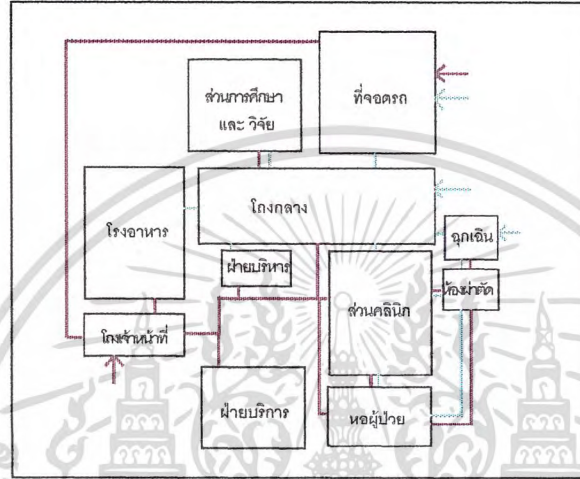 ส่วนการศึกษา
และ วิจัย
ที่จอดรถ
โถงกลาง
โรงอาหาร
ฉุกเฉิน
ฝ่ายบริหาร
ห้องผ่าตัด
ส่วนคลินิก
โถงเจ้าหน้าที่
ฝ่ายบริการ
หอผู้ป่วย